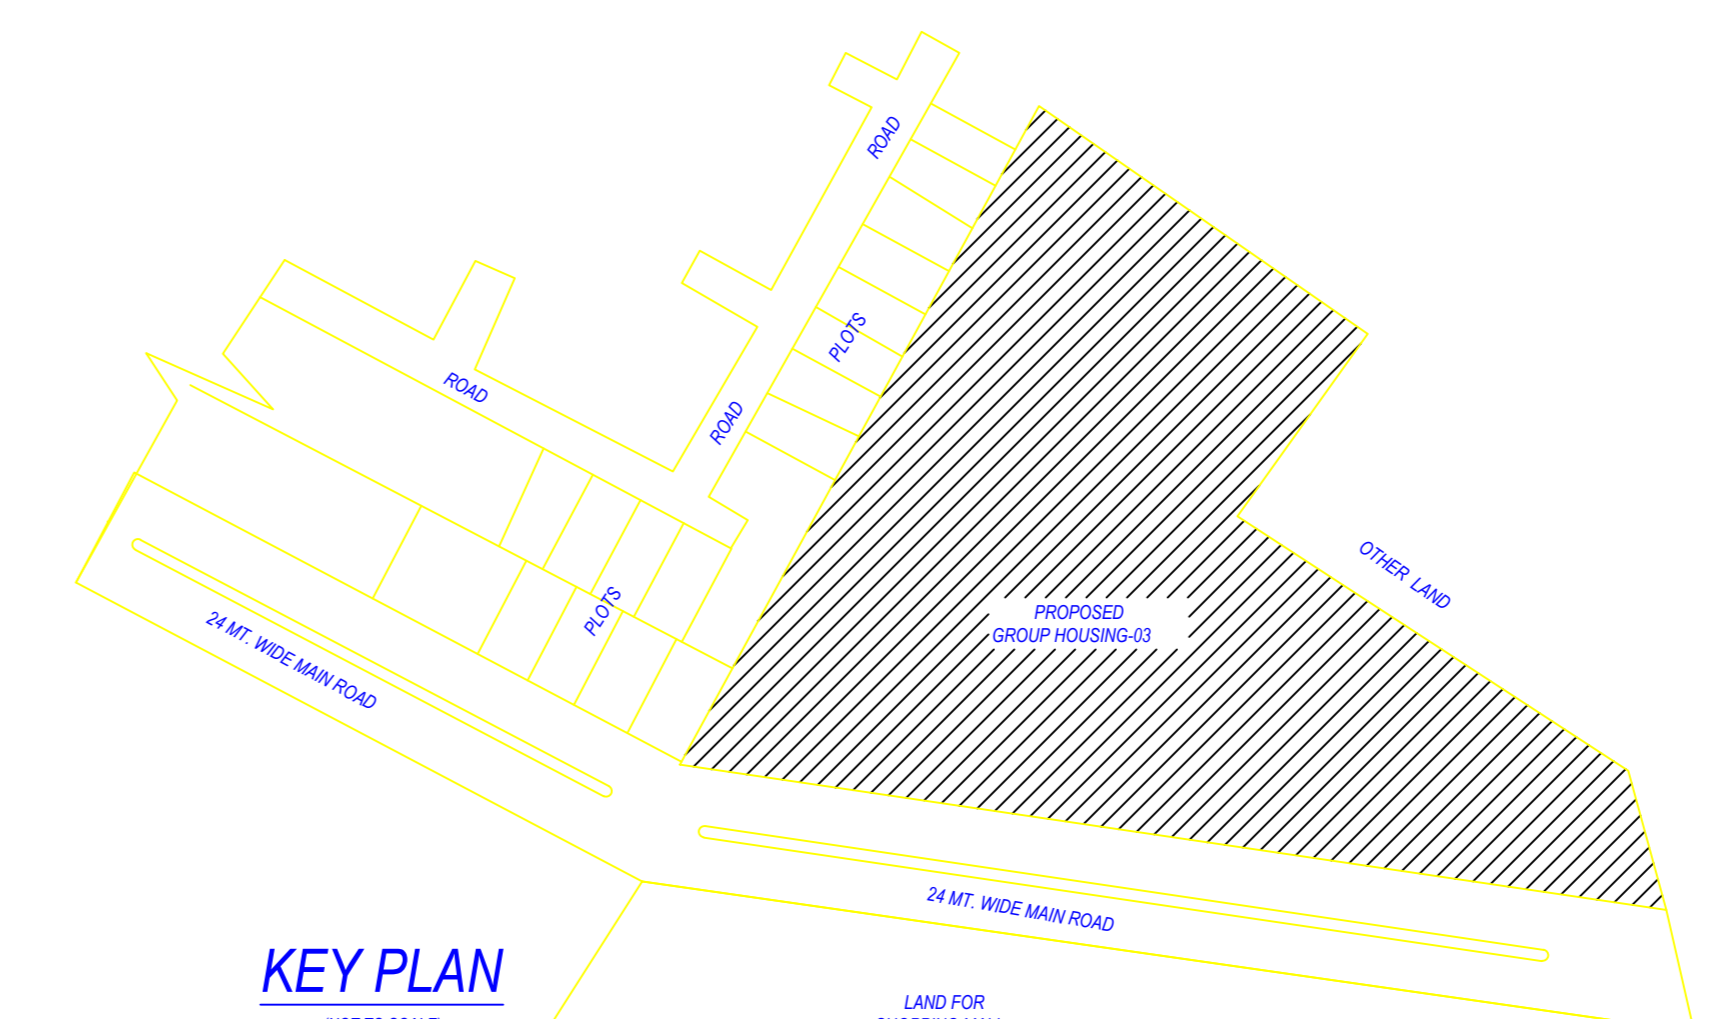 ROAD
PLOTS
ROAD
ROAD
PLOTS
OTHER LAND
PROPOSED
GROUP HOUSING-03
24 MT. WIDE MAIN ROAD
24 MT. WIDE MAIN ROAD
KEY PLAN
LAND FOR